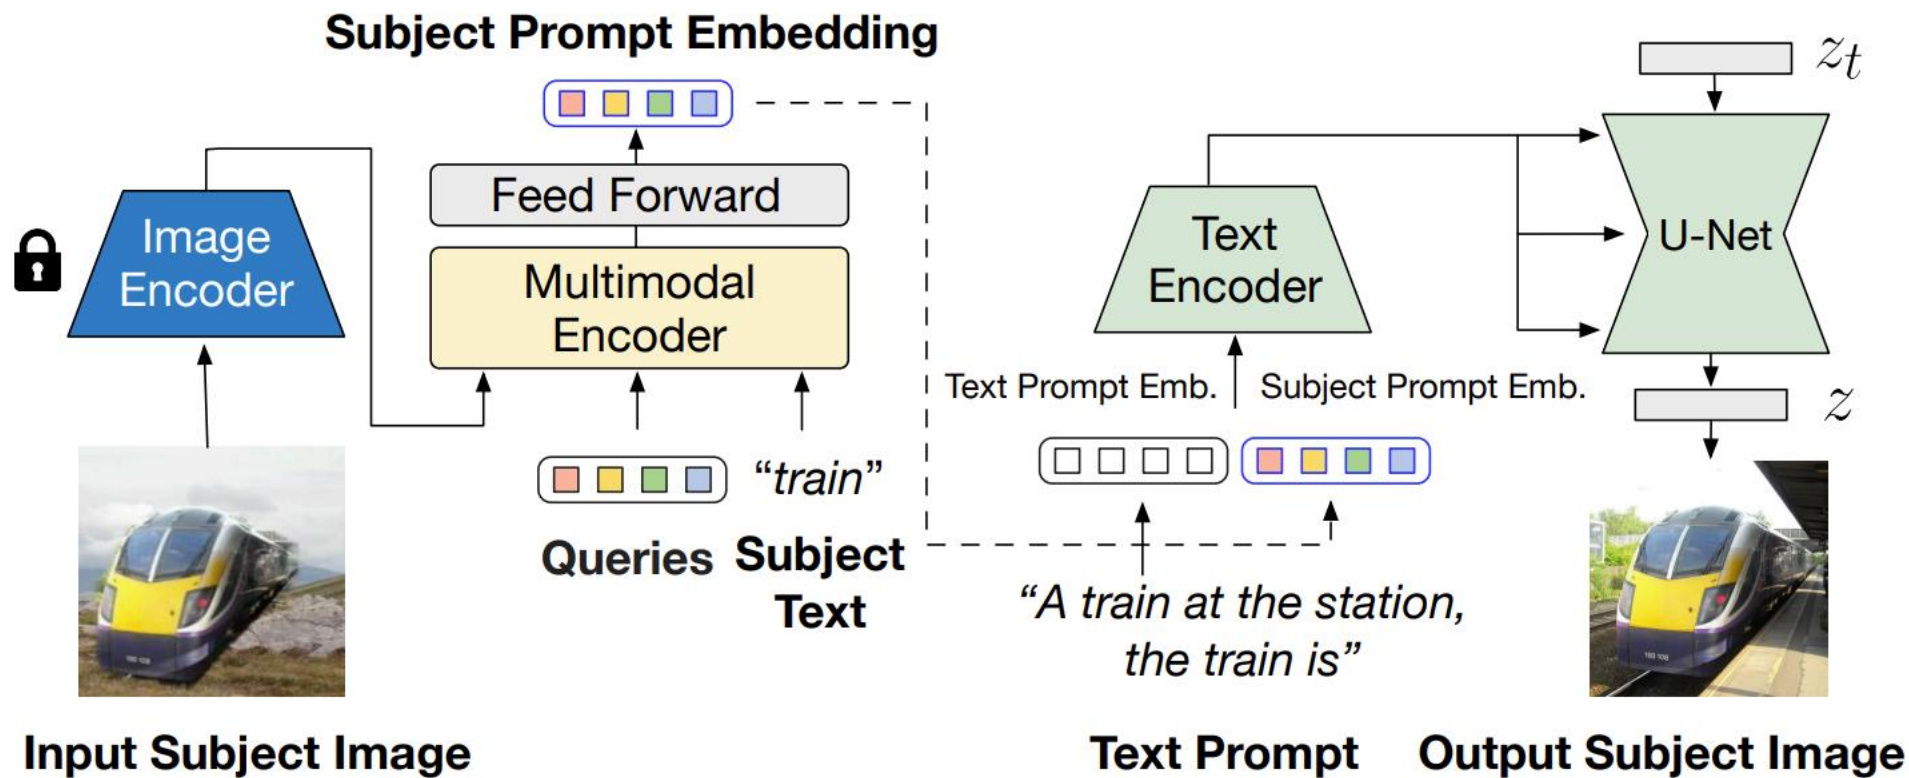 Subject Prompt Embedding
Feed Forward
Image
Encoder
Multimodal
Encoder
“train”
Queries
Subject
Text
Input Subject Image
z_t
Text
Encoder
U-Net
Text Prompt Emb.
Subject Prompt Emb.
z
“A train at the station,
the train is”
Text Prompt
Output Subject Image